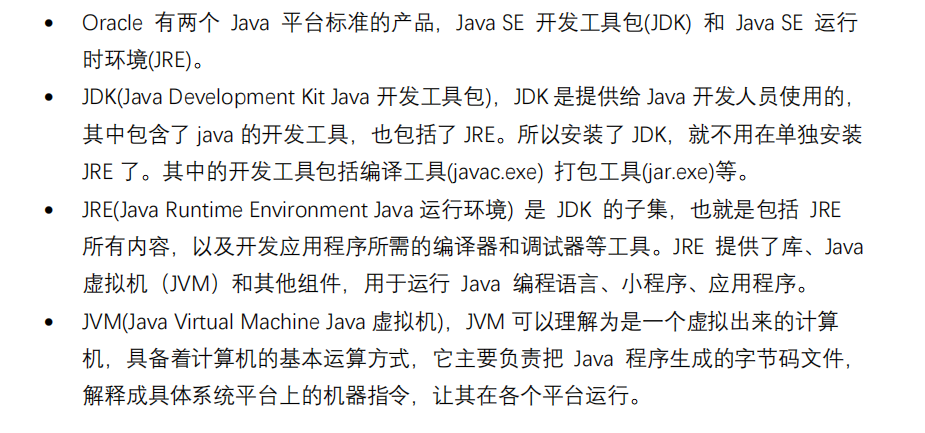 • Oracle 有两个 Java 平台标准的产品，Java SE 开发工具包(JDK) 和 Java SE 运行
时环境(JRE)。
• JDK(Java Development Kit Java 开发工具包)，JDK 是提供给 Java 开发人员使用的，
其中包含了 java 的开发工具，也包括了 JRE。所以安装了 JDK，就不用在单独安装
JRE 了。其中的开发工具包括编译工具(javac.exe) 打包工具(jar.exe)等。
• JRE(Java Runtime Environment Java 运行环境) 是 JDK 的子集，也就是包括 JRE
所有内容，以及开发应用程序所需的编译器和调试器等工具。JRE 提供了库、Java
虚拟机（JVM）和其他组件，用于运行 Java 编程语言、小程序、应用程序。
• JVM(Java Virtual Machine Java 虚拟机)，JVM 可以理解为是一个虚拟出来的计算
机，具备着计算机的基本运算方式，它主要负责把 Java 程序生成的字节码文件，
解释成具体系统平台上的机器指令，让其在各个平台运行。